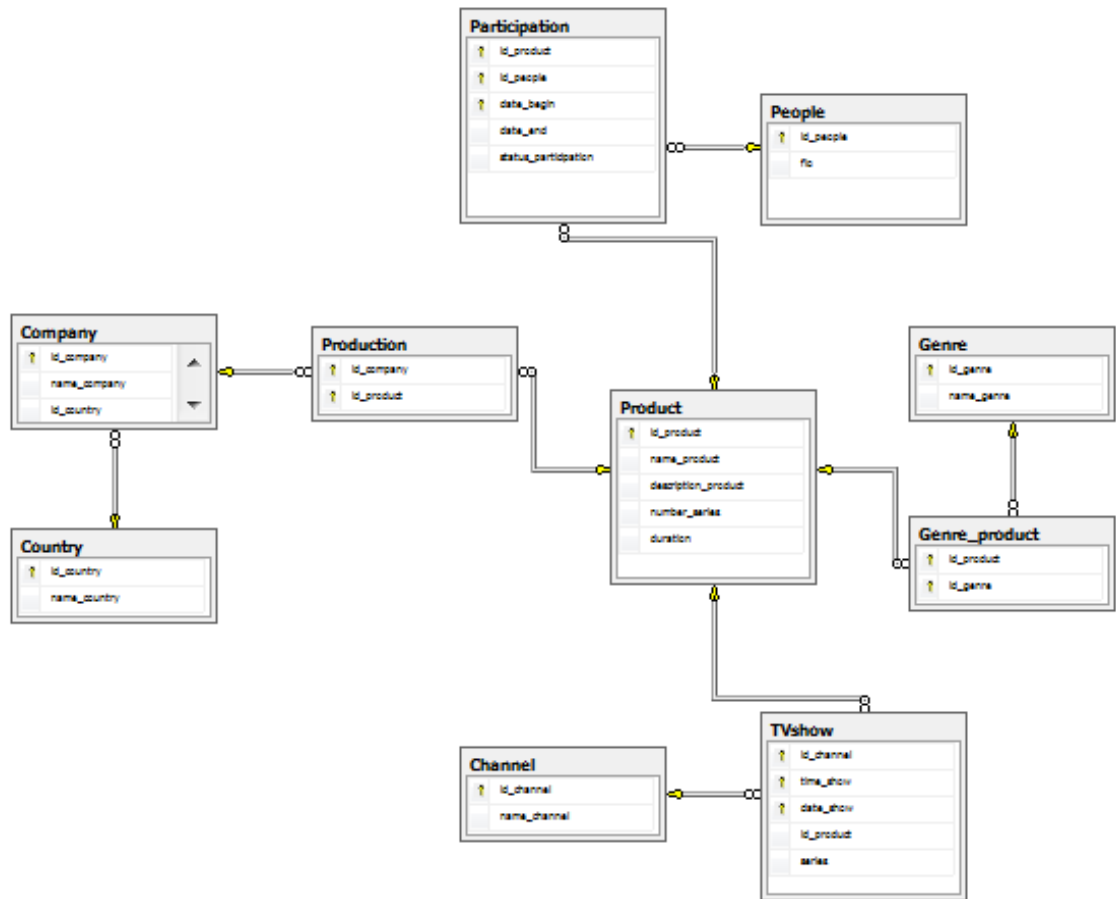 Participation
id_product
id_people
date_begin
date_end
status_participation
People
id_people
fio
Company
id_company
name_company
id_country
Production
id_company
id_product
Genre
id_genre
name_genre
Product
id_product
name_product
description_product
number_series
duration
Country
id_country
name_country
Genre_product
id_product
id_genre
Channel
id_channel
name_channel
TVshow
id_channel
time_show
date_show
id_product
series